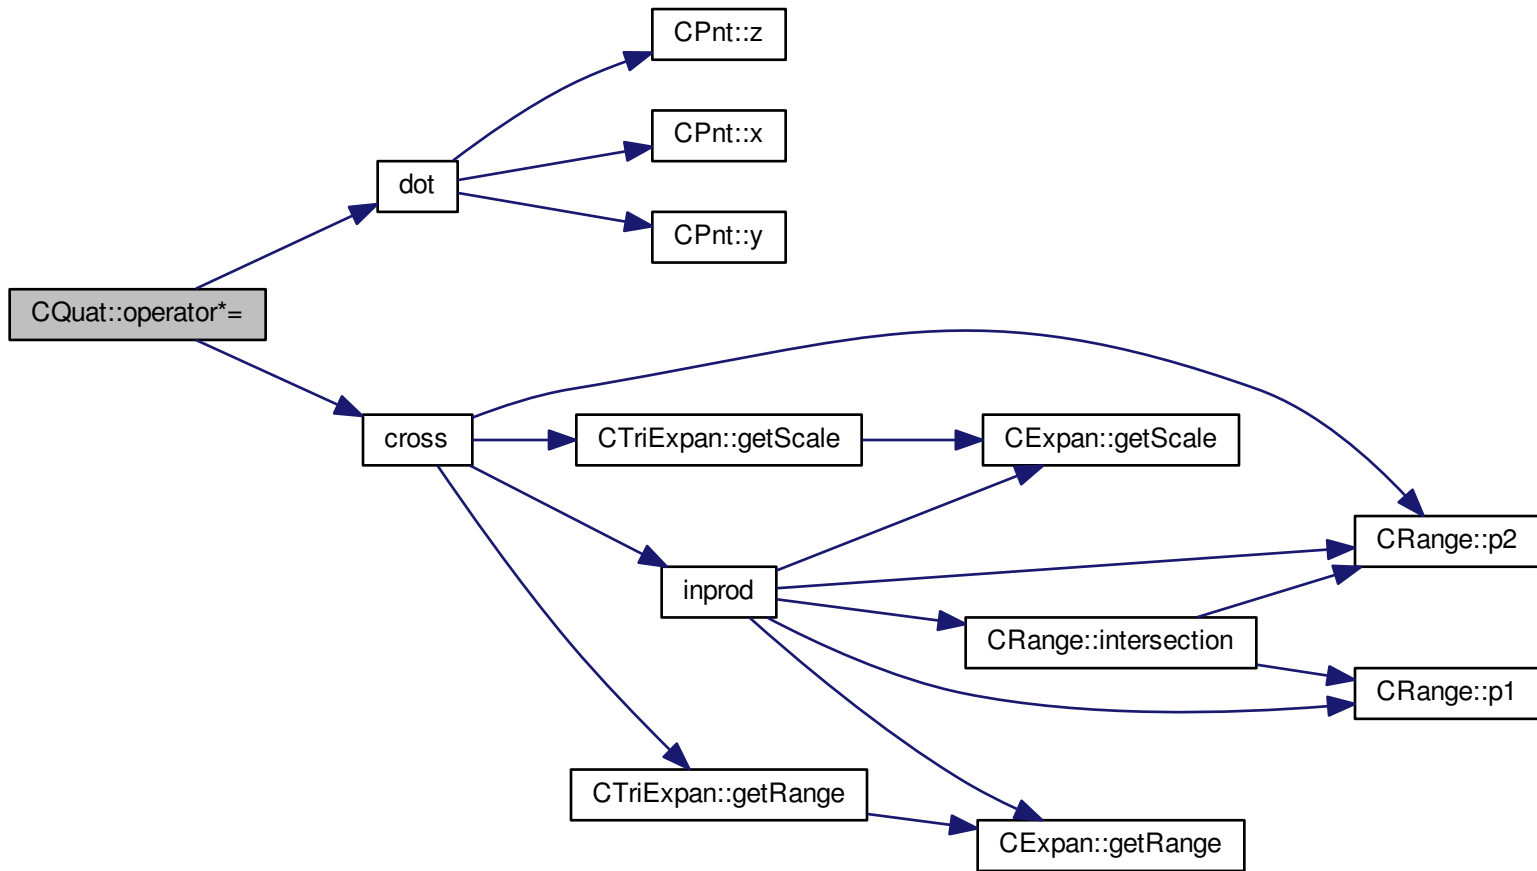 CPnt::z
CPnt::x
dot
CPnt::y
CQuat::operator*=
cross
CTriExpan::getScale
CExpan::getScale
CRange::p2
inprod
CRange::intersection
CRange::p1
CTriExpan::getRange
CExpan::getRange